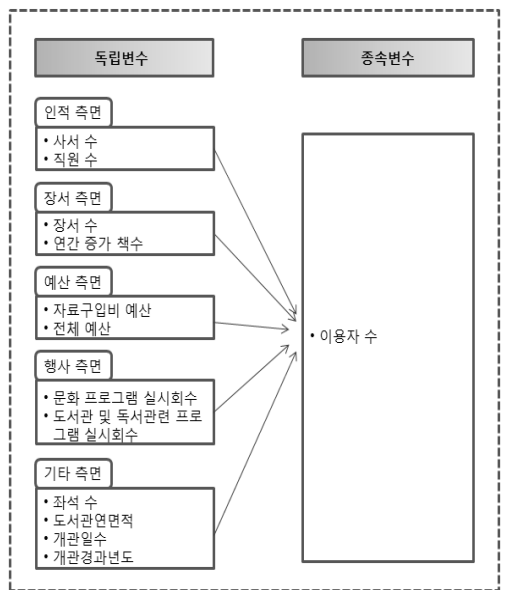 독립변수
종속변수
인적 측면
• 사서 수
• 직원 수
장서 측면
• 장서 수
• 연간 증가 책수
예산 측면
• 자료구입비 예산
• 전체 예산
• 이용자 수
행사 측면
• 문화 프로그램 실시회수
• 도서관 및 독서관련 프로
그램 실시회수
기타 측면
• 좌석 수
• 도서관연면적
• 개관일수
• 개관경과년도